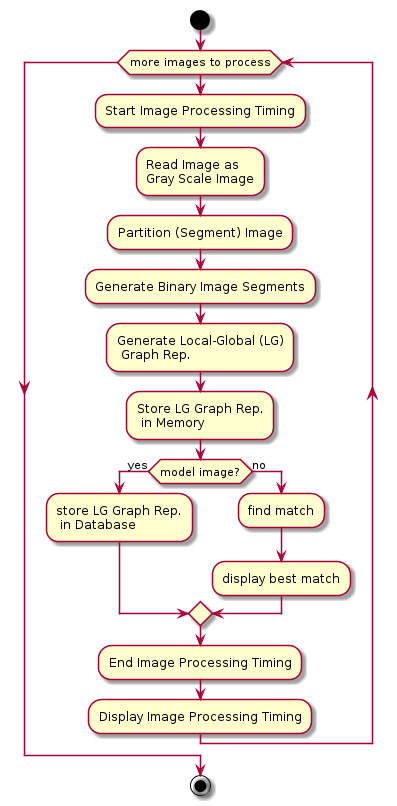 more images to process
Start Image Processing Timing
Read Image as
Gray Scale Image
Partition (Segment) Image
Generate Binary Image Segments
Generate Local-Global (LG)
Graph Rep.
Store LG Graph Rep.
in Memory
model image?
yes
no
store LG Graph Rep.
in Database
find match
display best match
End Image Processing Timing
Display Image Processing Timing